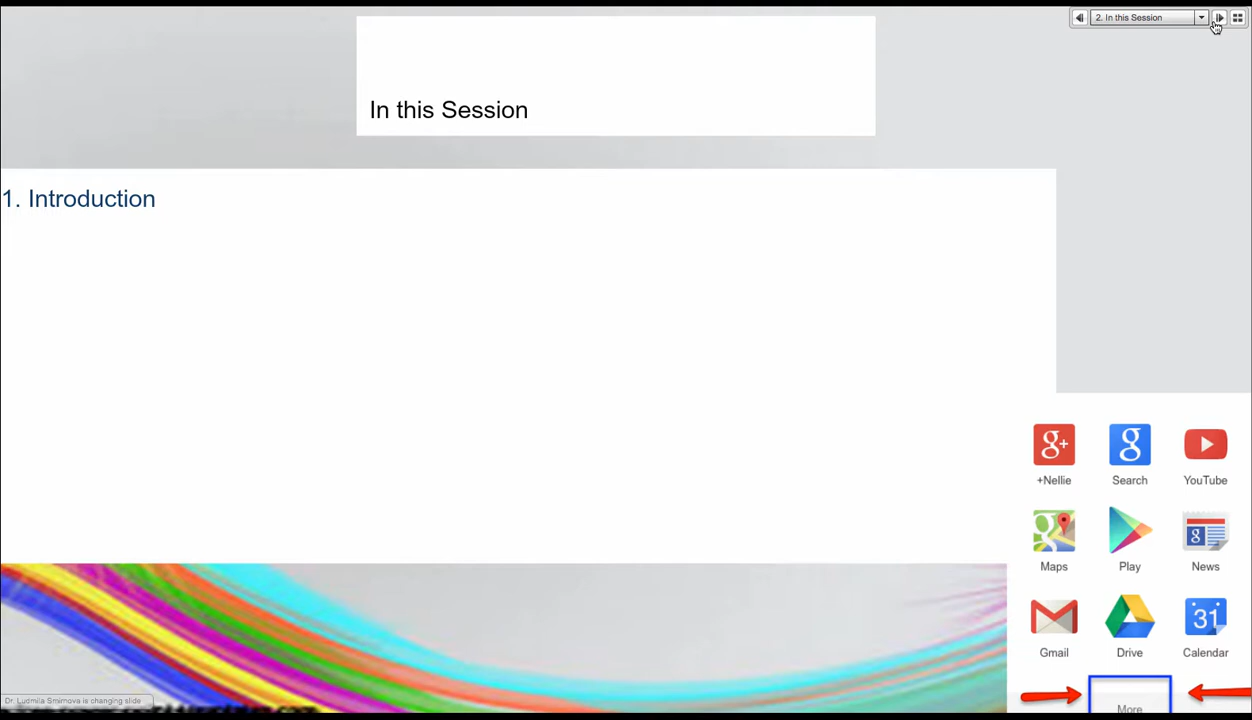 2. In this Session
In this Session
1. Introduction
g+
g
+Nellie
Search
YouTube
g
g
Maps
Play
News
31
Gmail
Drive
Calendar
More
Dr. Ludmila Smirnova is changing slide